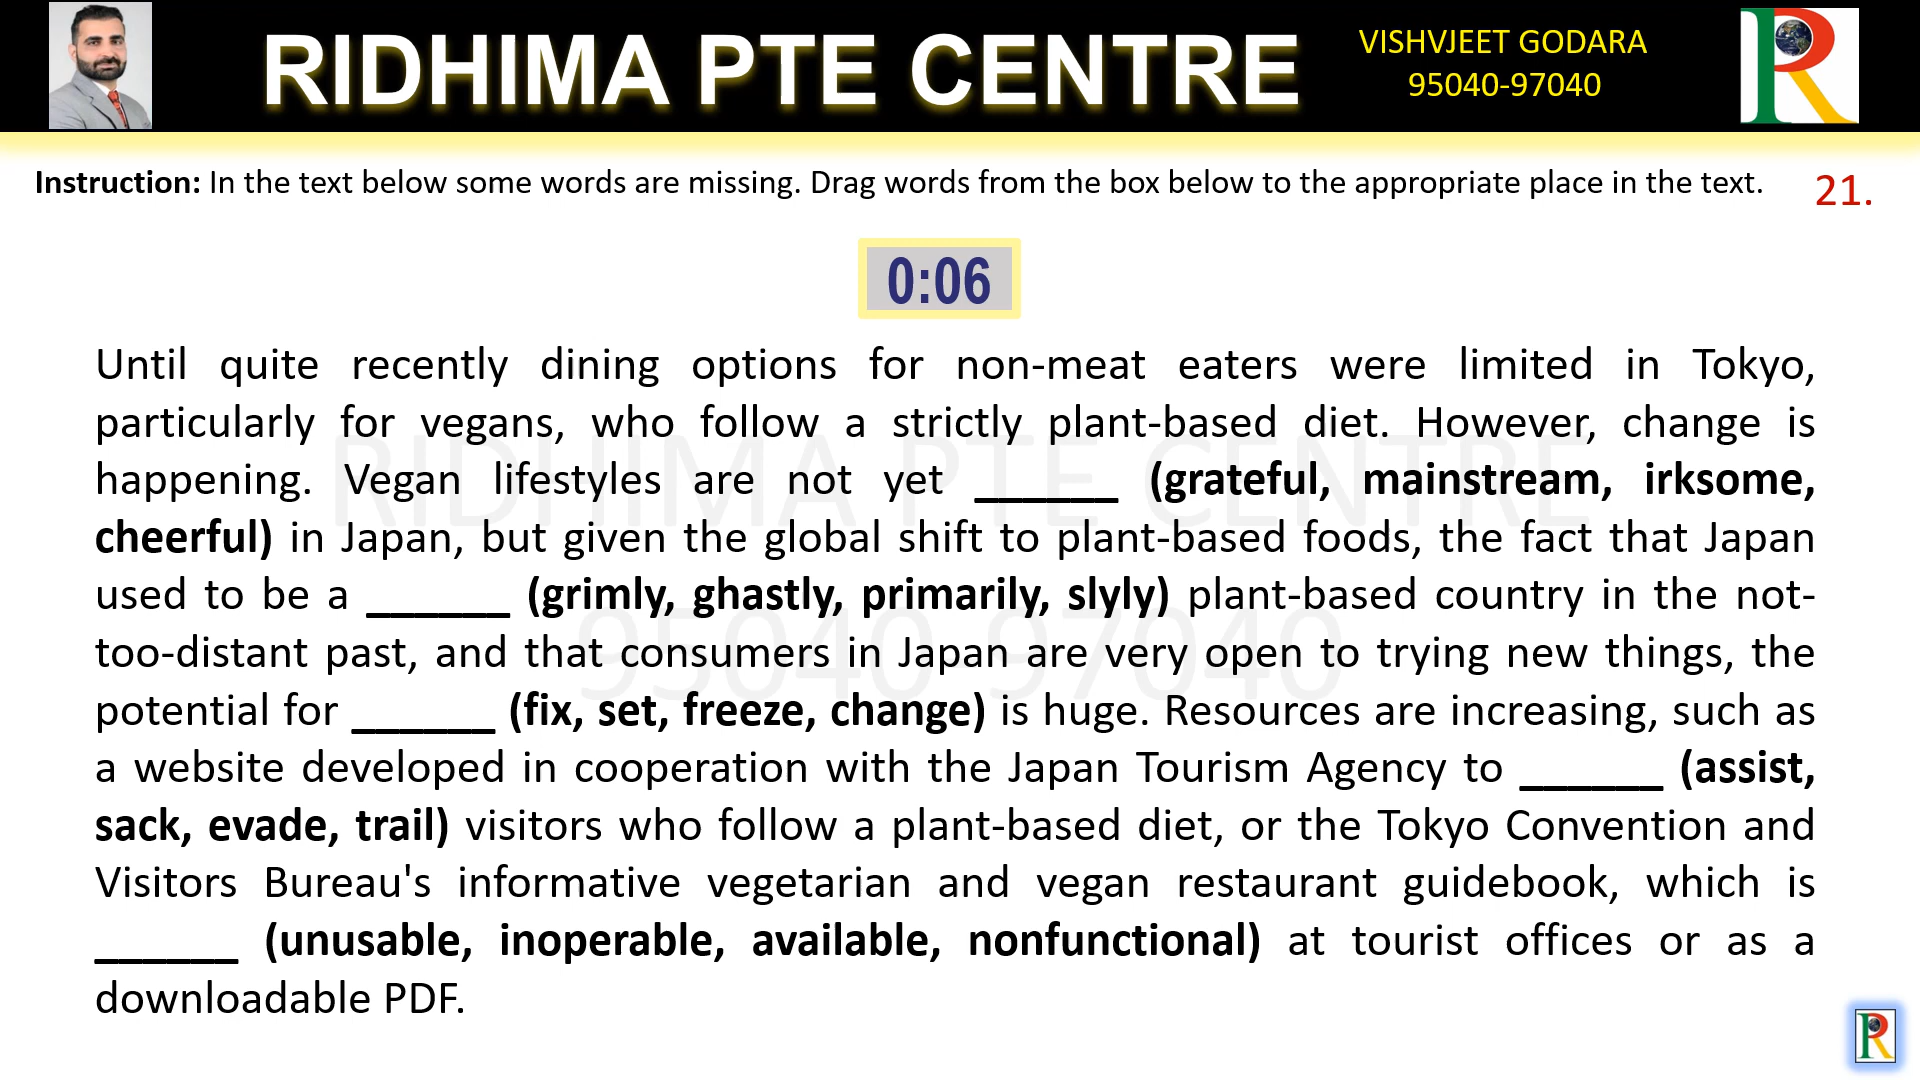 RIDHIMA PTE CENTRE
VISHVJEET GODARA
95040-97040
Instruction: In the text below some words are missing. Drag words from the box below to the appropriate place in the text.
21.
0:06
Until quite recently dining options for non-meat eaters were limited in Tokyo,
particularly for vegans, who follow a strictly plant-based diet. However, change is
happening. Vegan lifestyles are not yet ______ (grateful, mainstream, irksome,
cheerful) in Japan, but given the global shift to plant-based foods, the fact that Japan
used to be a ______ (grimly, ghastly, primarily, slyly) plant-based country in the not-
too-distant past, and that consumers in Japan are very open to trying new things, the
potential for ______ (fix, set, freeze, change) is huge. Resources are increasing, such as
a website developed in cooperation with the Japan Tourism Agency to ______ (assist,
sack, evade, trail) visitors who follow a plant-based diet, or the Tokyo Convention and
Visitors Bureau's informative vegetarian and vegan restaurant guidebook, which is
______ (unusable, inoperable, available, nonfunctional) at tourist offices or as a
downloadable PDF.
RIDHIMA PTE CENTRE
95040-97040